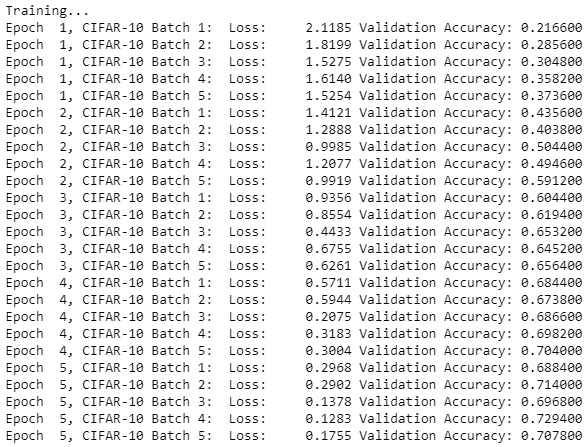 Training...
Epoch  1, CIFAR-10 Batch 1:  Loss:     2.1185 Validation Accuracy: 0.216600
Epoch  1, CIFAR-10 Batch 2:  Loss:     1.8199 Validation Accuracy: 0.285600
Epoch  1, CIFAR-10 Batch 3:  Loss:     1.5275 Validation Accuracy: 0.304800
Epoch  1, CIFAR-10 Batch 4:  Loss:     1.6140 Validation Accuracy: 0.358200
Epoch  1, CIFAR-10 Batch 5:  Loss:     1.5254 Validation Accuracy: 0.373600
Epoch  2, CIFAR-10 Batch 1:  Loss:     1.4121 Validation Accuracy: 0.435600
Epoch  2, CIFAR-10 Batch 2:  Loss:     1.2888 Validation Accuracy: 0.403800
Epoch  2, CIFAR-10 Batch 3:  Loss:     0.9985 Validation Accuracy: 0.504400
Epoch  2, CIFAR-10 Batch 4:  Loss:     1.2077 Validation Accuracy: 0.494600
Epoch  2, CIFAR-10 Batch 5:  Loss:     0.9919 Validation Accuracy: 0.591200
Epoch  3, CIFAR-10 Batch 1:  Loss:     0.9356 Validation Accuracy: 0.604400
Epoch  3, CIFAR-10 Batch 2:  Loss:     0.8554 Validation Accuracy: 0.619400
Epoch  3, CIFAR-10 Batch 3:  Loss:     0.4433 Validation Accuracy: 0.653200
Epoch  3, CIFAR-10 Batch 4:  Loss:     0.6755 Validation Accuracy: 0.645200
Epoch  3, CIFAR-10 Batch 5:  Loss:     0.6261 Validation Accuracy: 0.656400
Epoch  4, CIFAR-10 Batch 1:  Loss:     0.5711 Validation Accuracy: 0.684400
Epoch  4, CIFAR-10 Batch 2:  Loss:     0.5944 Validation Accuracy: 0.673800
Epoch  4, CIFAR-10 Batch 3:  Loss:     0.2075 Validation Accuracy: 0.686600
Epoch  4, CIFAR-10 Batch 4:  Loss:     0.3183 Validation Accuracy: 0.698200
Epoch  4, CIFAR-10 Batch 5:  Loss:     0.3004 Validation Accuracy: 0.704000
Epoch  5, CIFAR-10 Batch 1:  Loss:     0.2968 Validation Accuracy: 0.688400
Epoch  5, CIFAR-10 Batch 2:  Loss:     0.2902 Validation Accuracy: 0.714000
Epoch  5, CIFAR-10 Batch 3:  Loss:     0.1378 Validation Accuracy: 0.696800
Epoch  5, CIFAR-10 Batch 4:  Loss:     0.1283 Validation Accuracy: 0.729400
Epoch  5, CIFAR-10 Batch 5:  Loss:     0.1755 Validation Accuracy: 0.707800